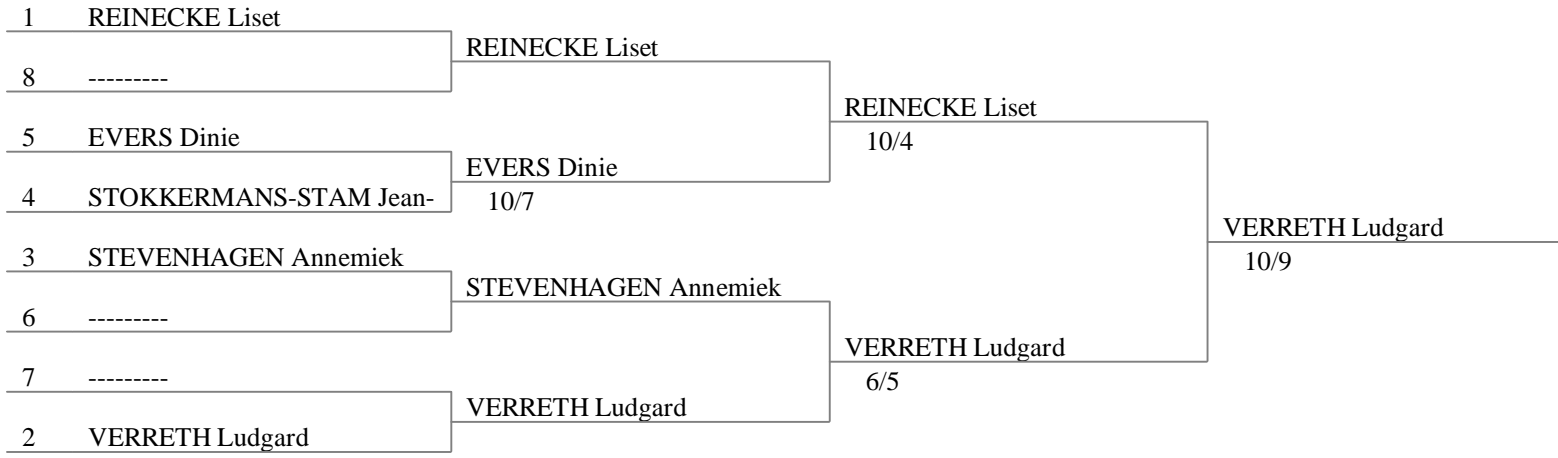 1 REINECKE Liset
REINECKE Liset
8 ---------
REINECKE Liset
10/4
5 EVERS Dinie
EVERS Dinie
10/7
4 STOKKERMANS-STAM Jean-
VERRETH Ludgard
10/9
3 STEVENHAGEN Annemiek
STEVENHAGEN Annemiek
6 ---------
VERRETH Ludgard
6/5
7 ---------
VERRETH Ludgard
2 VERRETH Ludgard